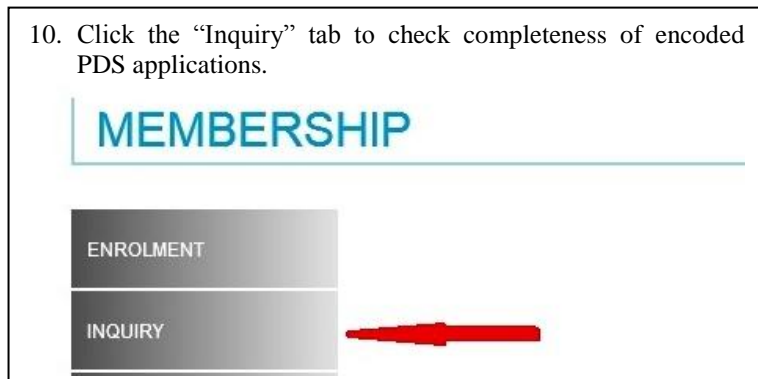 10. Click the “Inquiry” tab to check completeness of encoded
PDS applications.
MEMBERSHIP
ENROLMENT
INQUIRY